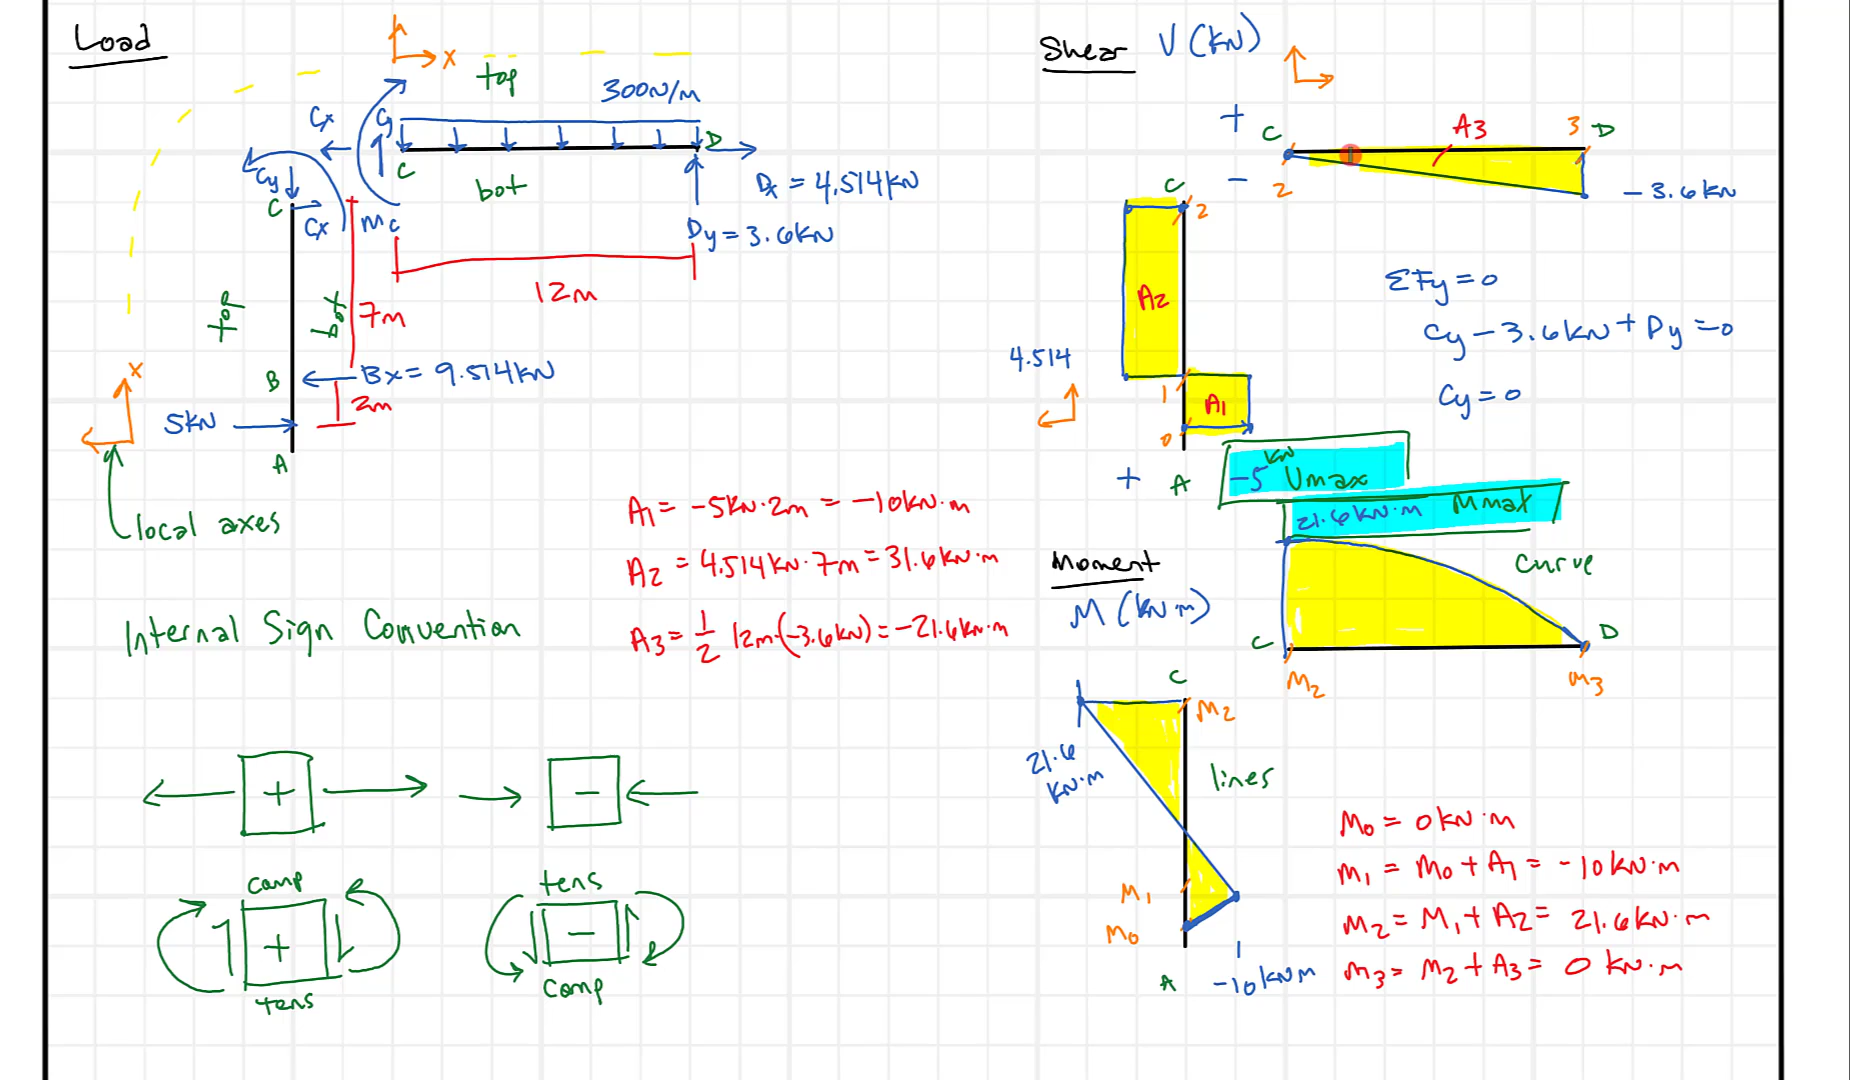 Load
x
top
300N/M
Cx
Cy
D
C
Dx = 4.514kN
bot
Cy
C
Cx
Mc
Dy = 3.6kN
12m
top
bot
7m
x
B
Bx = 9.514kN
2m
5kN
A
local axes
A1 = -5kN·2m = -10kN·m
A2 = 4.514kN·7m = 31.6kN·m
A3 = 1/2 12m·(-3.6kN) = -21.6kN·m
Internal Sign Convention
+
-
comp
+
tens
tens
-
comp
Shear V (kN)
+
C
A3
3 D
-
2
-3.6kN
C
2
A2
ΣFy = 0
Cy - 3.6kN + Dy = 0
Cy = 0
4.514
1
A1
0
+
A
-5 kN Vmax
21.6kN·m Mmax
Moment
M (kN·m)
curve
C
D
M2
M3
C
M2
21.6
kN·m
lines
M1
M0
A
-10kNm
M0 = 0kN·m
M1 = M0 + A1 = -10kN·m
M2 = M1 + A2 = 21.6kN·m
M3 = M2 + A3 = 0 kN·m